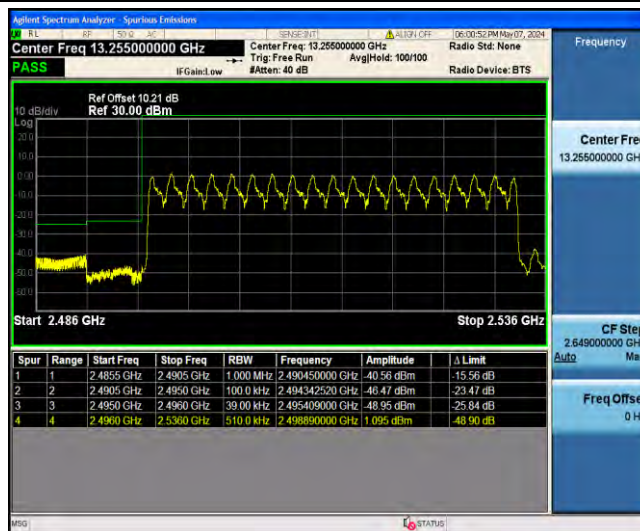 Agilent Spectrum Analyzer - Spurious Emissions
RL RF 50 Ω AC SENSE:INT ALIGN OFF 06:00:52 PM May 07, 2024
Center Freq 13.255000000 GHz
Center Freq: 13.255000000 GHz
Radio Std: None
Trig: Free Run Avg|Hold: 100/100
PASS
IFGain:Low
#Atten: 40 dB
Radio Device: BTS
Ref Offset 10.21 dB
10 dB/div Ref 30.00 dBm
Log
20.0
10.0
0.00
-10.0
-20.0
-30.0
-40.0
-50.0
-60.0
Start 2.486 GHz Stop 2.536 GHz
Spur Range Start Freq Stop Freq RBW Frequency Amplitude Δ Limit
1 1 2.4855 GHz 2.4905 GHz 1.000 MHz 2.490450000 GHz -40.56 dBm -15.56 dB
2 2 2.4905 GHz 2.4950 GHz 100.0 kHz 2.494342520 GHz -46.47 dBm -23.47 dB
3 3 2.4950 GHz 2.4960 GHz 39.00 kHz 2.495409000 GHz -48.95 dBm -25.84 dB
4 4 2.4960 GHz 2.5360 GHz 510.0 kHz 2.498890000 GHz 1.095 dBm -48.90 dB
MSG STATUS
Frequency
Center Fre
13.255000000 GH
CF Ste
2.649000000 GH
Auto Ma
Freq Offse
0 H